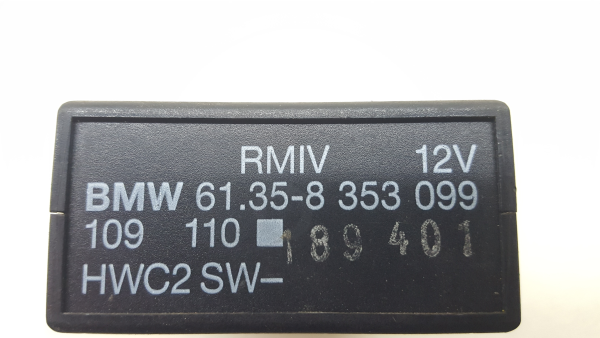 RMIV 12V
BMW 61.35-8 353 099
109 110 ■ 189 401
HWC2 SW–